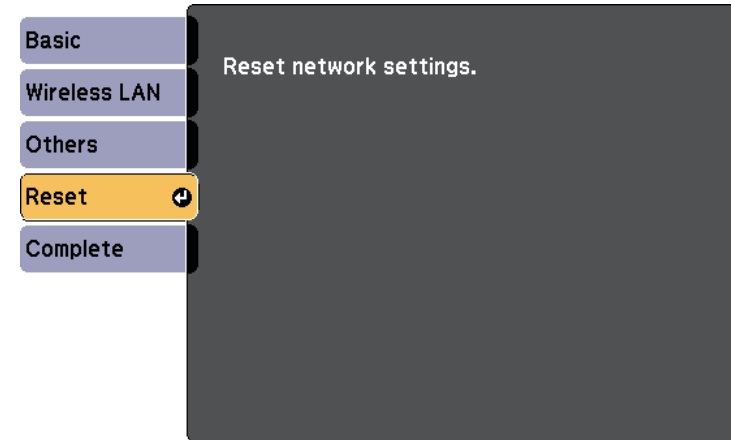 Basic
Wireless LAN
Others
Reset
Complete
Reset network settings.